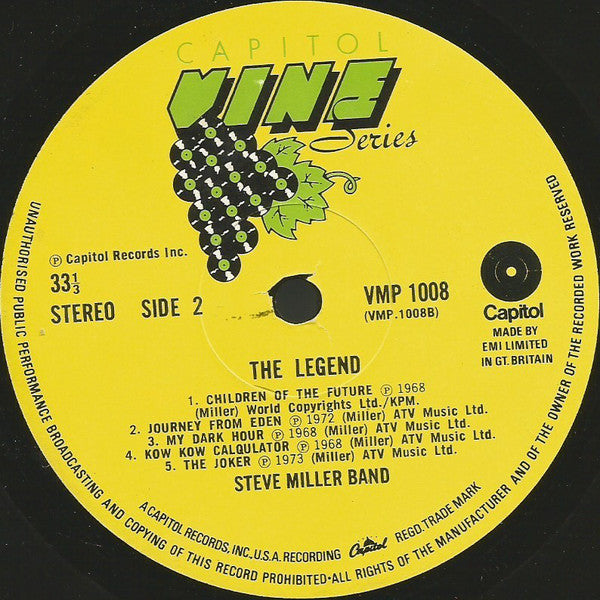 CAPITOL
VINE
Series
℗ Capitol Records Inc.
33⅓
STEREO SIDE 2
VMP 1008
(VMP.1008B)
Capitol
MADE BY
EMI LIMITED
IN GT. BRITAIN
THE LEGEND
1. CHILDREN OF THE FUTURE ℗ 1968
(Miller) World Copyrights Ltd./KPM.
2. JOURNEY FROM EDEN ℗ 1972 (Miller) ATV Music Ltd.
3. MY DARK HOUR ℗ 1968 (Miller) ATV Music Ltd.
4. KOW KOW CALQULATOR ℗ 1968 (Miller) ATV Music Ltd.
5. THE JOKER ℗ 1973 (Miller) ATV Music Ltd.
STEVE MILLER BAND
A CAPITOL RECORDS, INC., U.S.A. RECORDING Capitol REGD. TRADE MARK
UNAUTHORISED PUBLIC PERFORMANCE BROADCASTING AND COPYING OF THIS RECORD PROHIBITED•ALL RIGHTS OF THE MANUFACTURER AND OF THE OWNER OF THE RECORDED WORK RESERVED